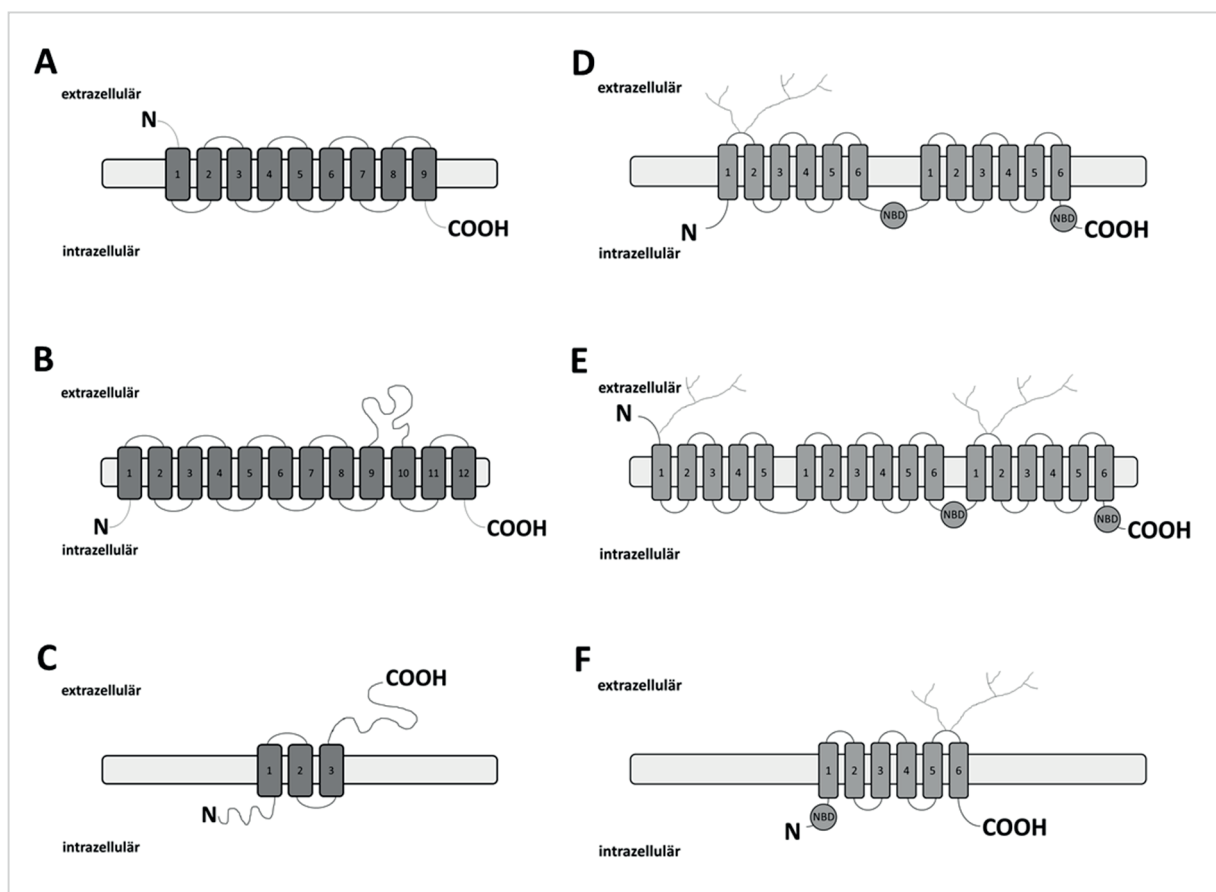 A
extrazellulär
N
1 2 3 4 5 6 7 8 9
COOH
intrazellulär
B
extrazellulär
1 2 3 4 5 6 7 8 9 10 11 12
N
COOH
intrazellulär
C
COOH
extrazellulär
1 2 3
N
intrazellulär
D
extrazellulär
1 2 3 4 5 6 1 2 3 4 5 6
NBD NBD
N COOH
intrazellulär
E
extrazellulär
N
1 2 3 4 5 1 2 3 4 5 6 1 2 3 4 5 6
NBD NBD
COOH
intrazellulär
F
extrazellulär
1 2 3 4 5 6
NBD
N COOH
intrazellulär